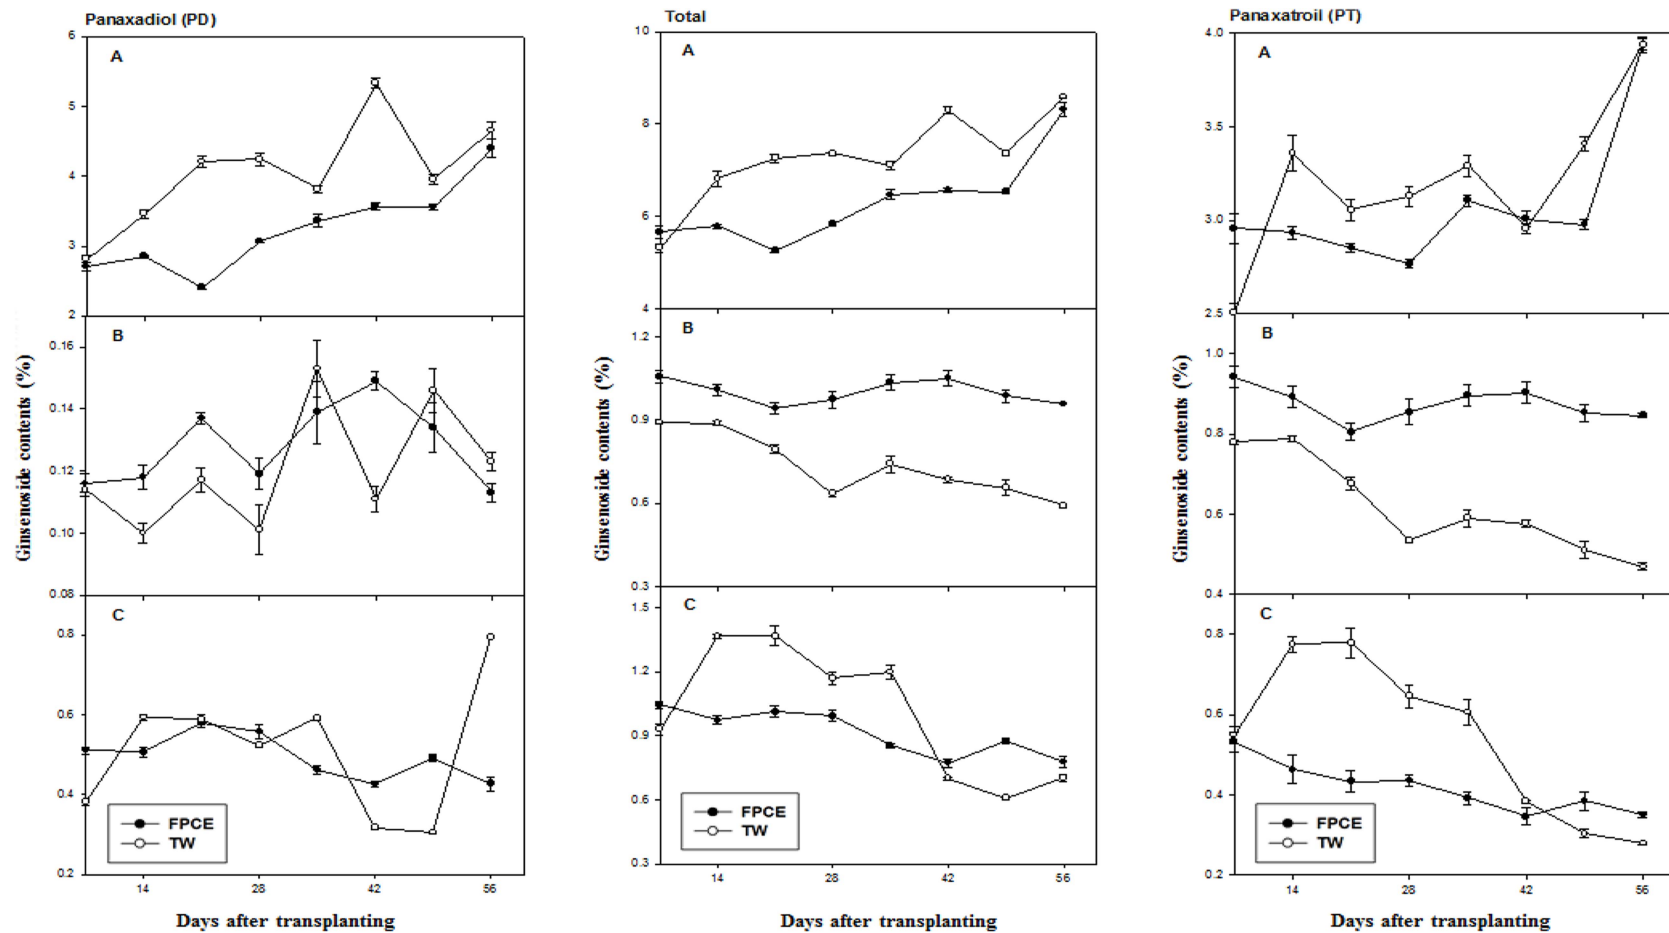 Panaxadiol (PD)
6
A
5
4
3
2
B
0.16
0.14
0.12
0.10
0.08
C
0.8
0.6
0.4
0.2
FPCE
TW
14 28 42 56
Days after transplanting
Ginsenoside contents (%)
Total
10
A
8
6
4
B
1.2
0.9
0.6
0.3
C
1.5
1.2
0.9
0.6
0.3
FPCE
TW
14 28 42 56
Days after transplanting
Ginsenoside contents (%)
Panaxatroil (PT)
4.0
A
3.5
3.0
2.5
B
1.0
0.8
0.6
0.4
C
0.8
0.6
0.4
0.2
FPCE
TW
14 28 42 56
Days after transplanting
Ginsenoside contents (%)